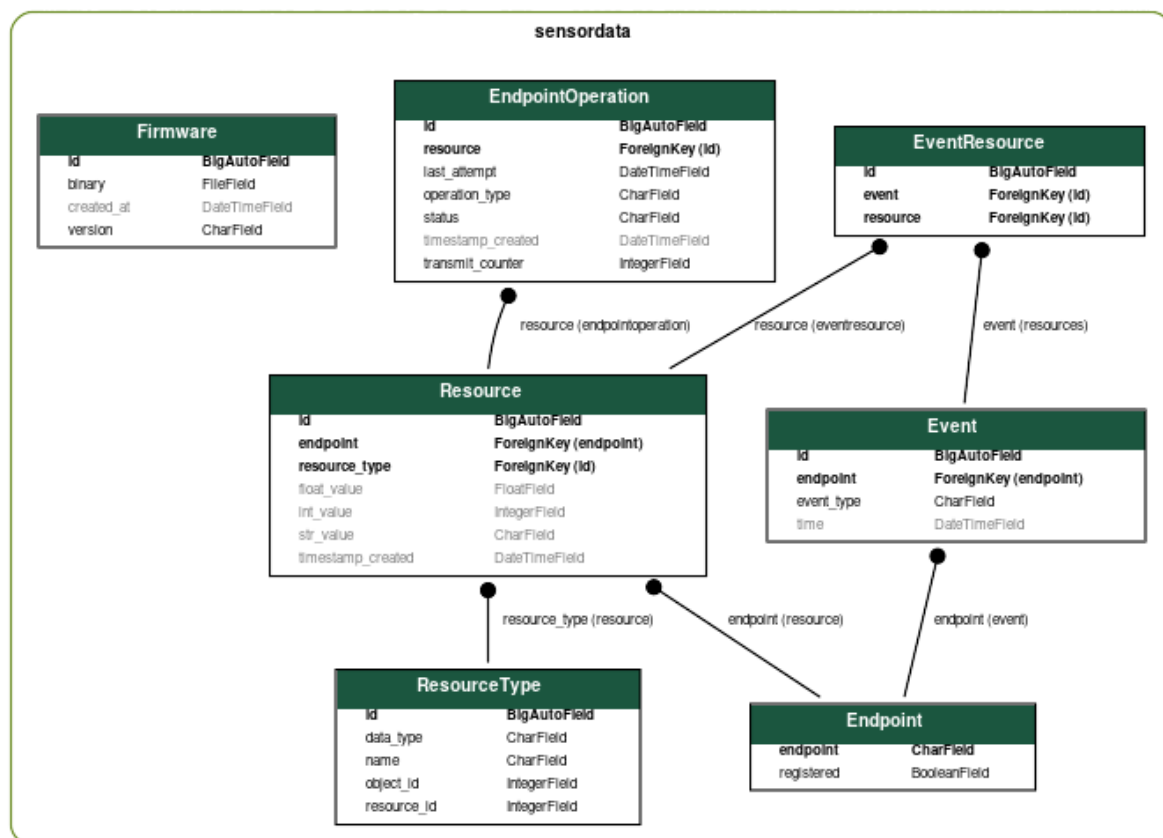 sensordata
Firmware
id BigAutoField
binary FileField
created_at DateTimeField
version CharField
EndpointOperation
id BigAutoField
resource ForeignKey (id)
last_attempt DateTimeField
operation_type CharField
status CharField
timestamp_created DateTimeField
transmit_counter IntegerField
EventResource
id BigAutoField
event ForeignKey (id)
resource ForeignKey (id)
resource (endpointoperation)
resource (eventresource)
event (resources)
Resource
id BigAutoField
endpoint ForeignKey (endpoint)
resource_type ForeignKey (id)
float_value FloatField
int_value IntegerField
str_value CharField
timestamp_created DateTimeField
Event
id BigAutoField
endpoint ForeignKey (endpoint)
event_type CharField
time DateTimeField
resource_type (resource)
endpoint (resource)
endpoint (event)
ResourceType
id BigAutoField
data_type CharField
name CharField
object_id IntegerField
resource_id IntegerField
Endpoint
endpoint CharField
registered BooleanField